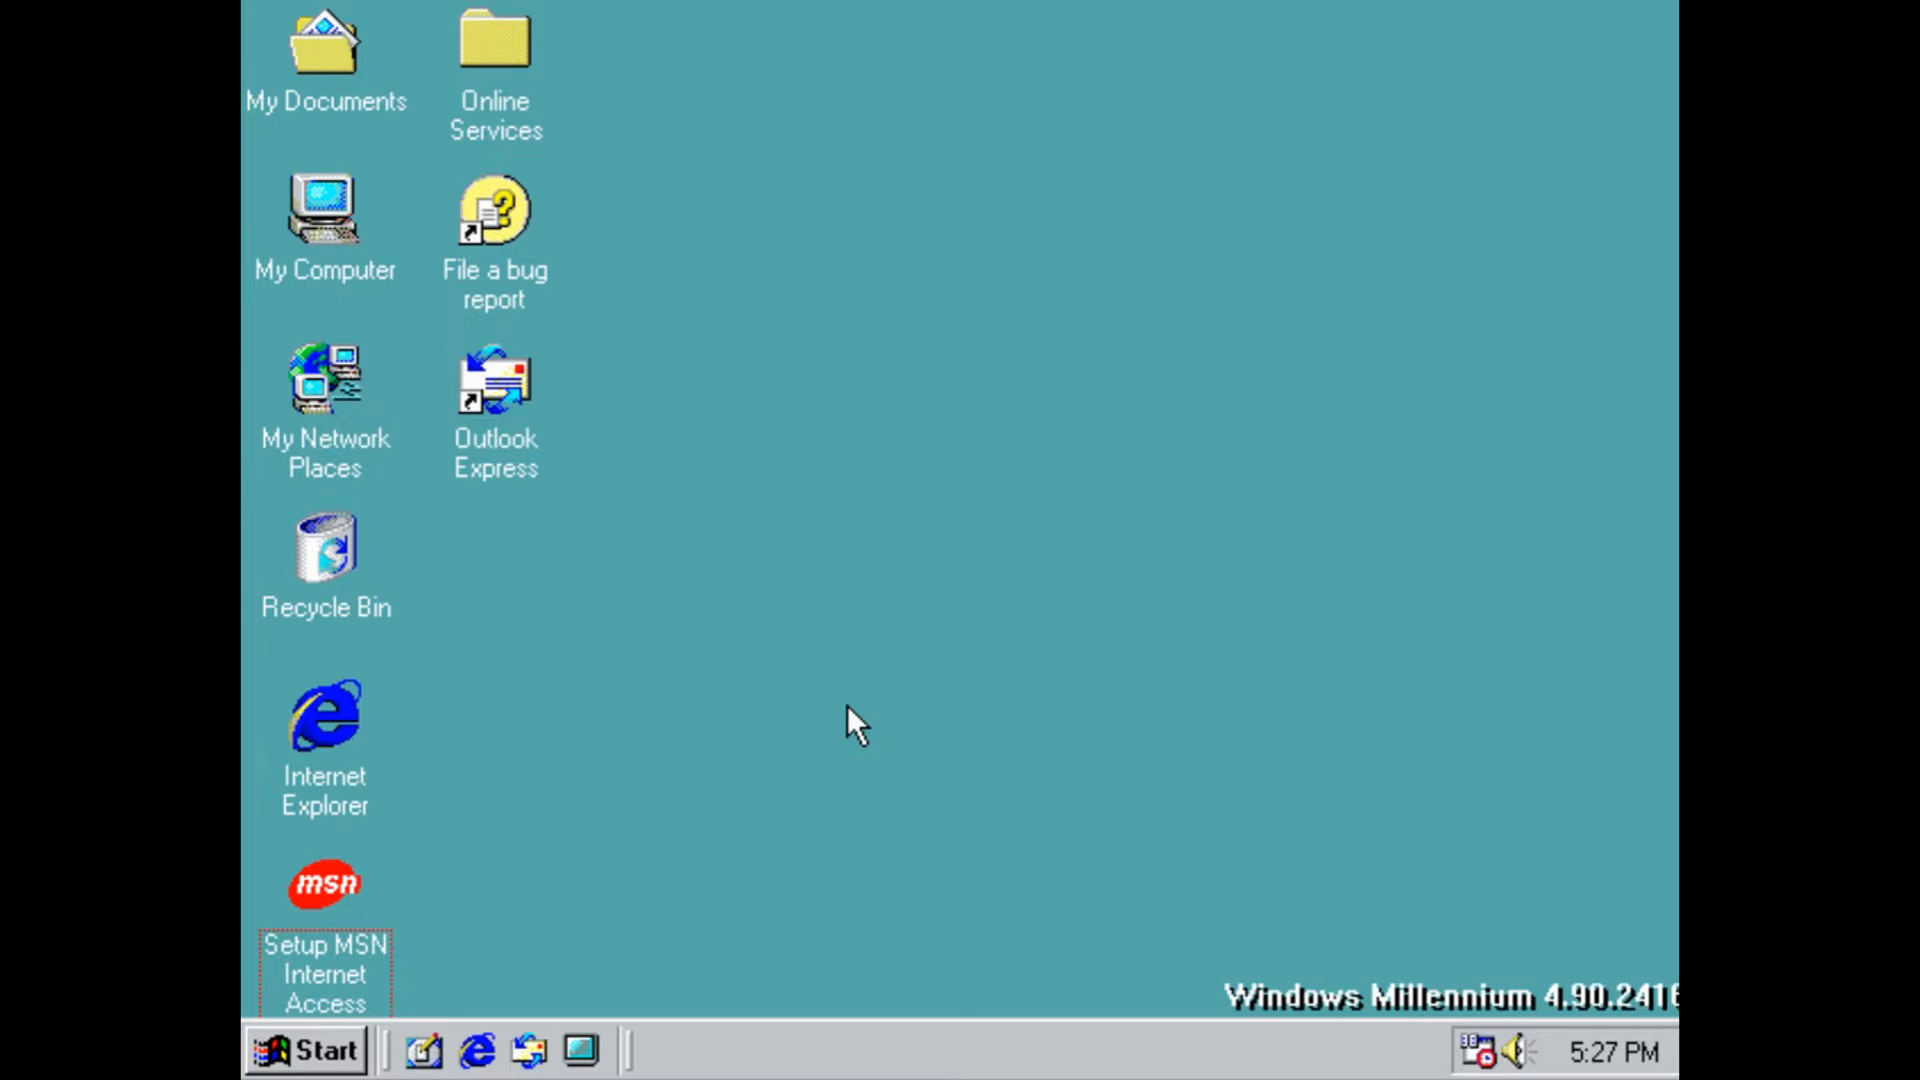 My Documents
Online
Services
My Computer
File a bug
report
My Network
Places
Outlook
Express
Recycle Bin
Internet
Explorer
msn
Setup MSN
Internet
Access
Windows Millennium 4.90.2416
Start
5:27 PM